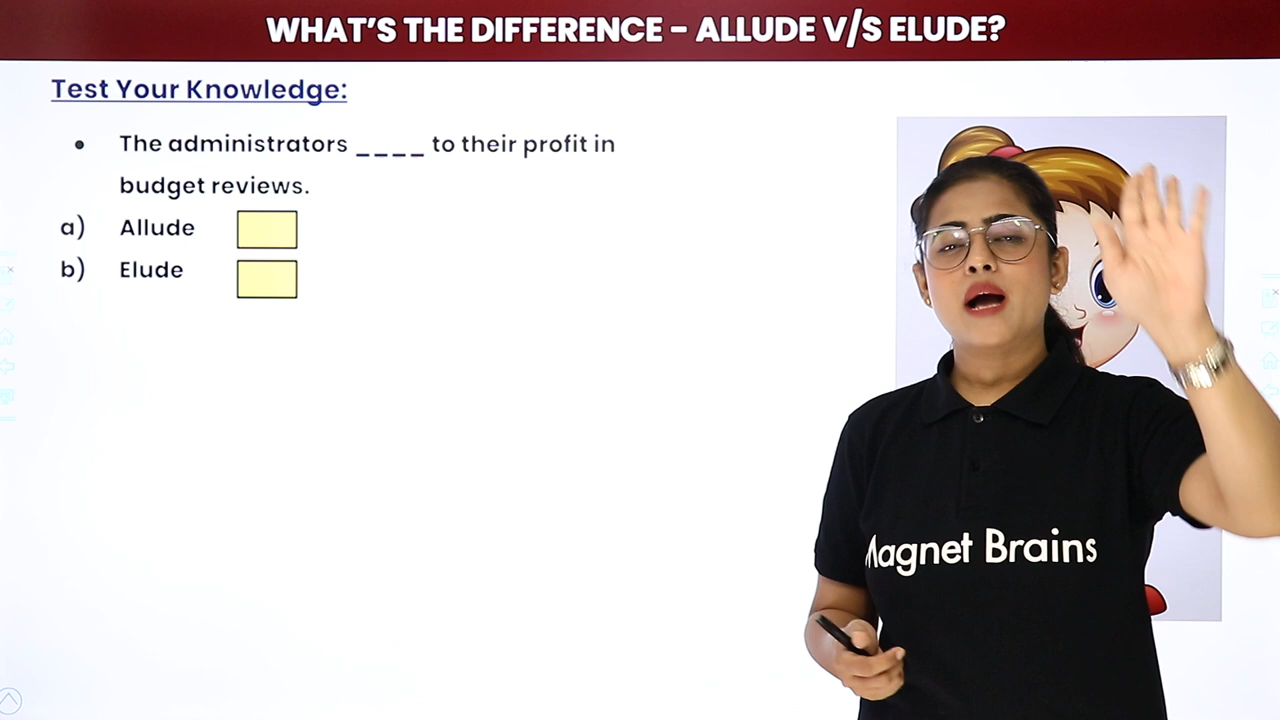 WHAT'S THE DIFFERENCE - ALLUDE V/S ELUDE?
Test Your Knowledge:
• The administrators ____ to their profit in
budget reviews.
a) Allude
b) Elude
Magnet Brains